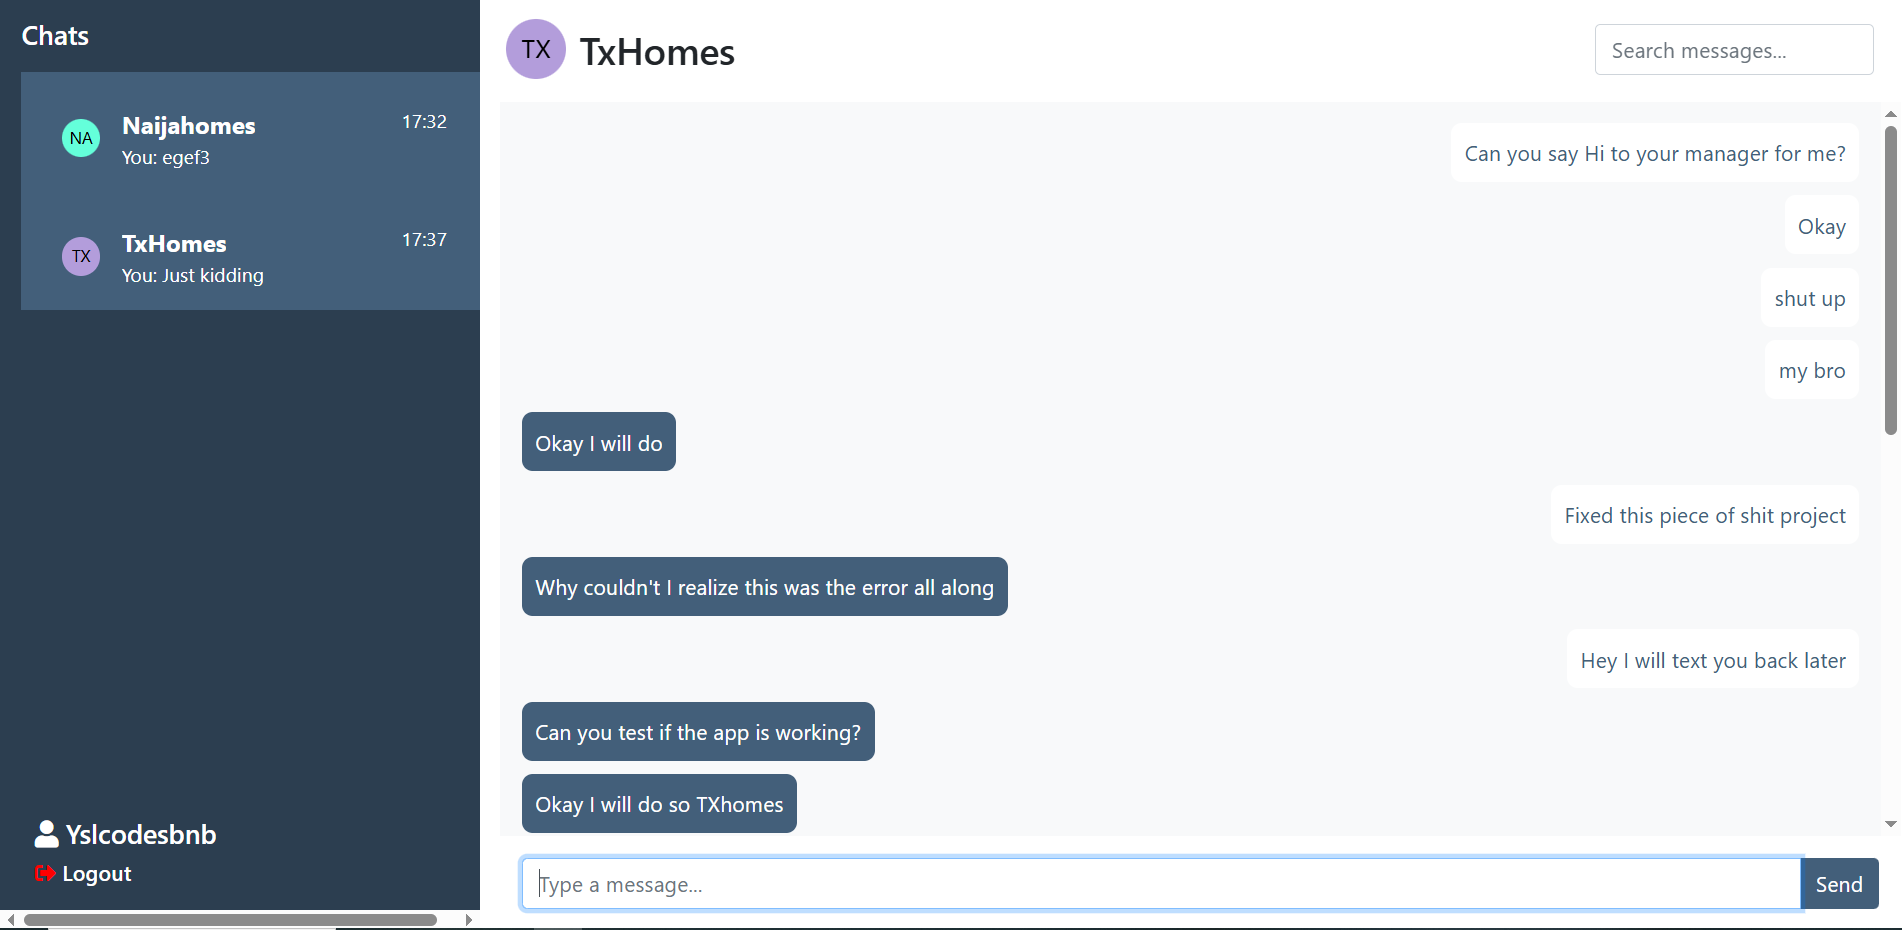 Chats
NA
Naijahomes
17:32
You: egef3
TX
TxHomes
17:37
You: Just kidding
Yslcodesbnb
Logout
TX
TxHomes
Search messages...
Can you say Hi to your manager for me?
Okay
shut up
my bro
Okay I will do
Fixed this piece of shit project
Why couldn't I realize this was the error all along
Hey I will text you back later
Can you test if the app is working?
Okay I will do so TXhomes
Type a message...
Send